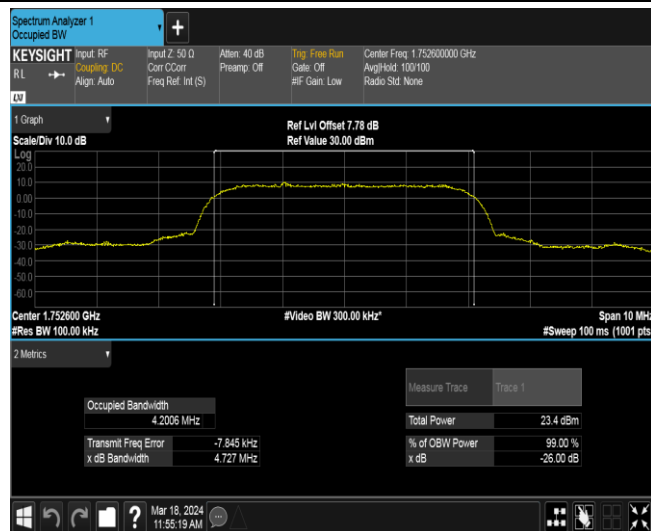 Spectrum Analyzer 1
Occupied BW
KEYSIGHT
Input: RF
Coupling: DC
Align: Auto
Input Z: 50 Ω
Corr CCorr
Freq Ref: Int (S)
Atten: 40 dB
Preamp: Off
Trig: Free Run
Gate: Off
#IF Gain: Low
Center Freq: 1.752600000 GHz
Avg|Hold: 100/100
Radio Std: None
R L
LXI
1 Graph
Scale/Div 10.0 dB
Ref Lvl Offset 7.78 dB
Ref Value 30.00 dBm
Log
20.0
10.0
0.00
-10.0
-20.0
-30.0
-40.0
-50.0
-60.0
Center 1.752600 GHz
#Res BW 100.00 kHz
#Video BW 300.00 kHz*
Span 10 MHz
#Sweep 100 ms (1001 pts
2 Metrics
Measure Trace Trace 1
Occupied Bandwidth
4.2006 MHz
Total Power 23.4 dBm
Transmit Freq Error -7.845 kHz
x dB Bandwidth 4.727 MHz
% of OBW Power 99.00 %
x dB -26.00 dB
Mar 18, 2024
11:55:19 AM